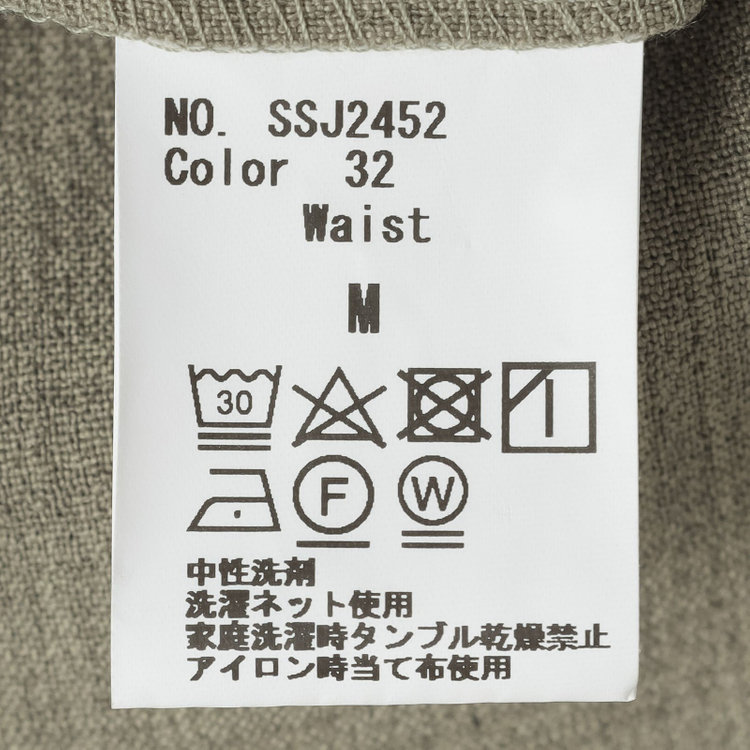 NO. SSJ2452
Color 32
Waist
M
30
F W
中性洗剤
洗濯ネット使用
家庭洗濯時タンブル乾燥禁止
アイロン時当て布使用